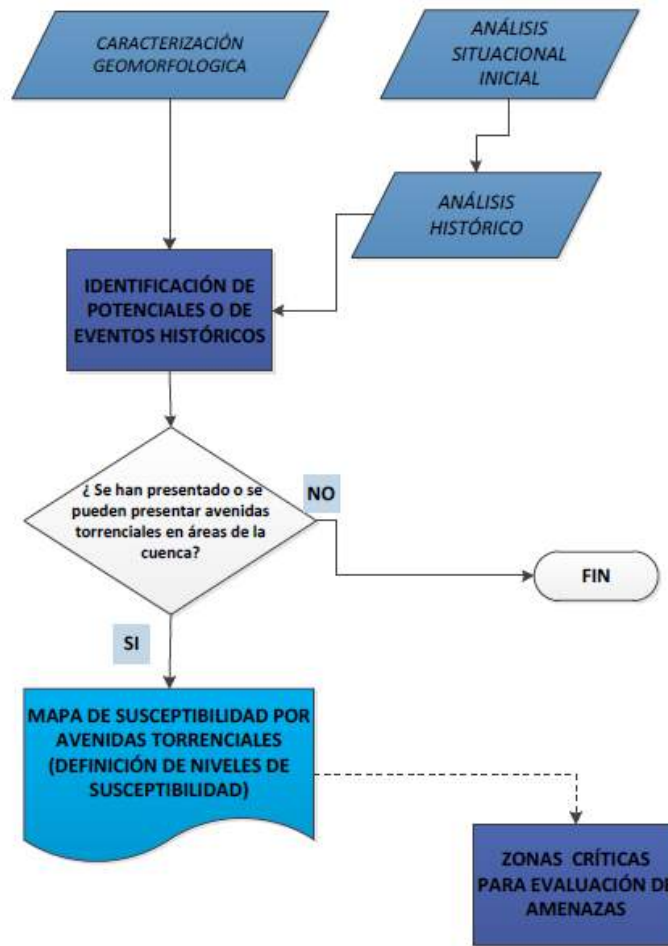 CARACTERIZACIÓN
GEOMORFOLOGICA
ANÁLISIS
SITUACIONAL
INICIAL
ANÁLISIS
HISTÓRICO
IDENTIFICACIÓN DE
POTENCIALES O DE
EVENTOS HISTÓRICOS
¿ Se han presentado o se
pueden presentar avenidas
torrenciales en áreas de la
cuenca?
NO
FIN
SI
MAPA DE SUSCEPTIBILIDAD POR
AVENIDAS TORRENCIALES
(DEFINICIÓN DE NIVELES DE
SUSCEPTIBILIDAD)
ZONAS CRÍTICAS
PARA EVALUACIÓN DE
AMENAZAS